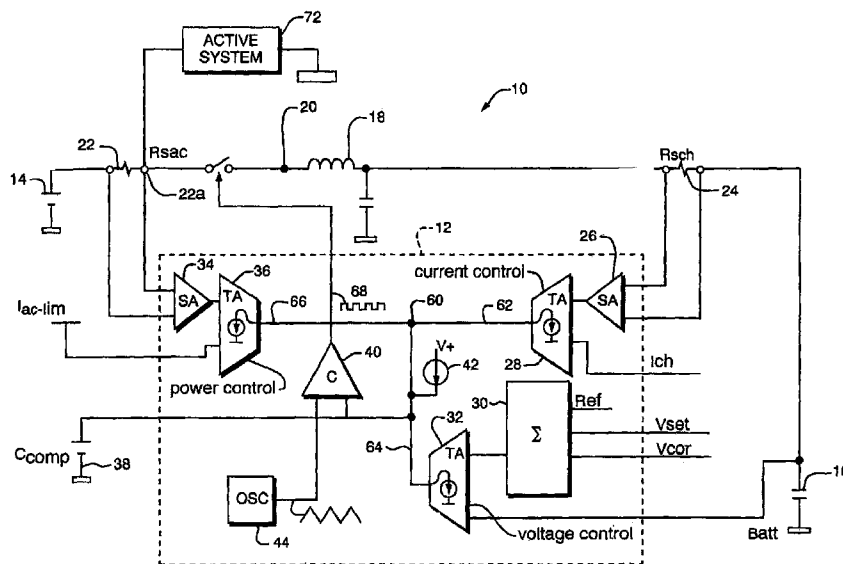 72
ACTIVE
SYSTEM
10
20
18
22
Rsac
Rsch
14
22a
24
12
26
34
36
current control
SA
TA
68
66
60
62
TA
SA
Iac-lim
V+
42
40
28
Ich
power control
C
30
Ref
32
Σ
Vset
64
TA
Vcor
Ccomp
38
OSC
44
voltage control
Batt